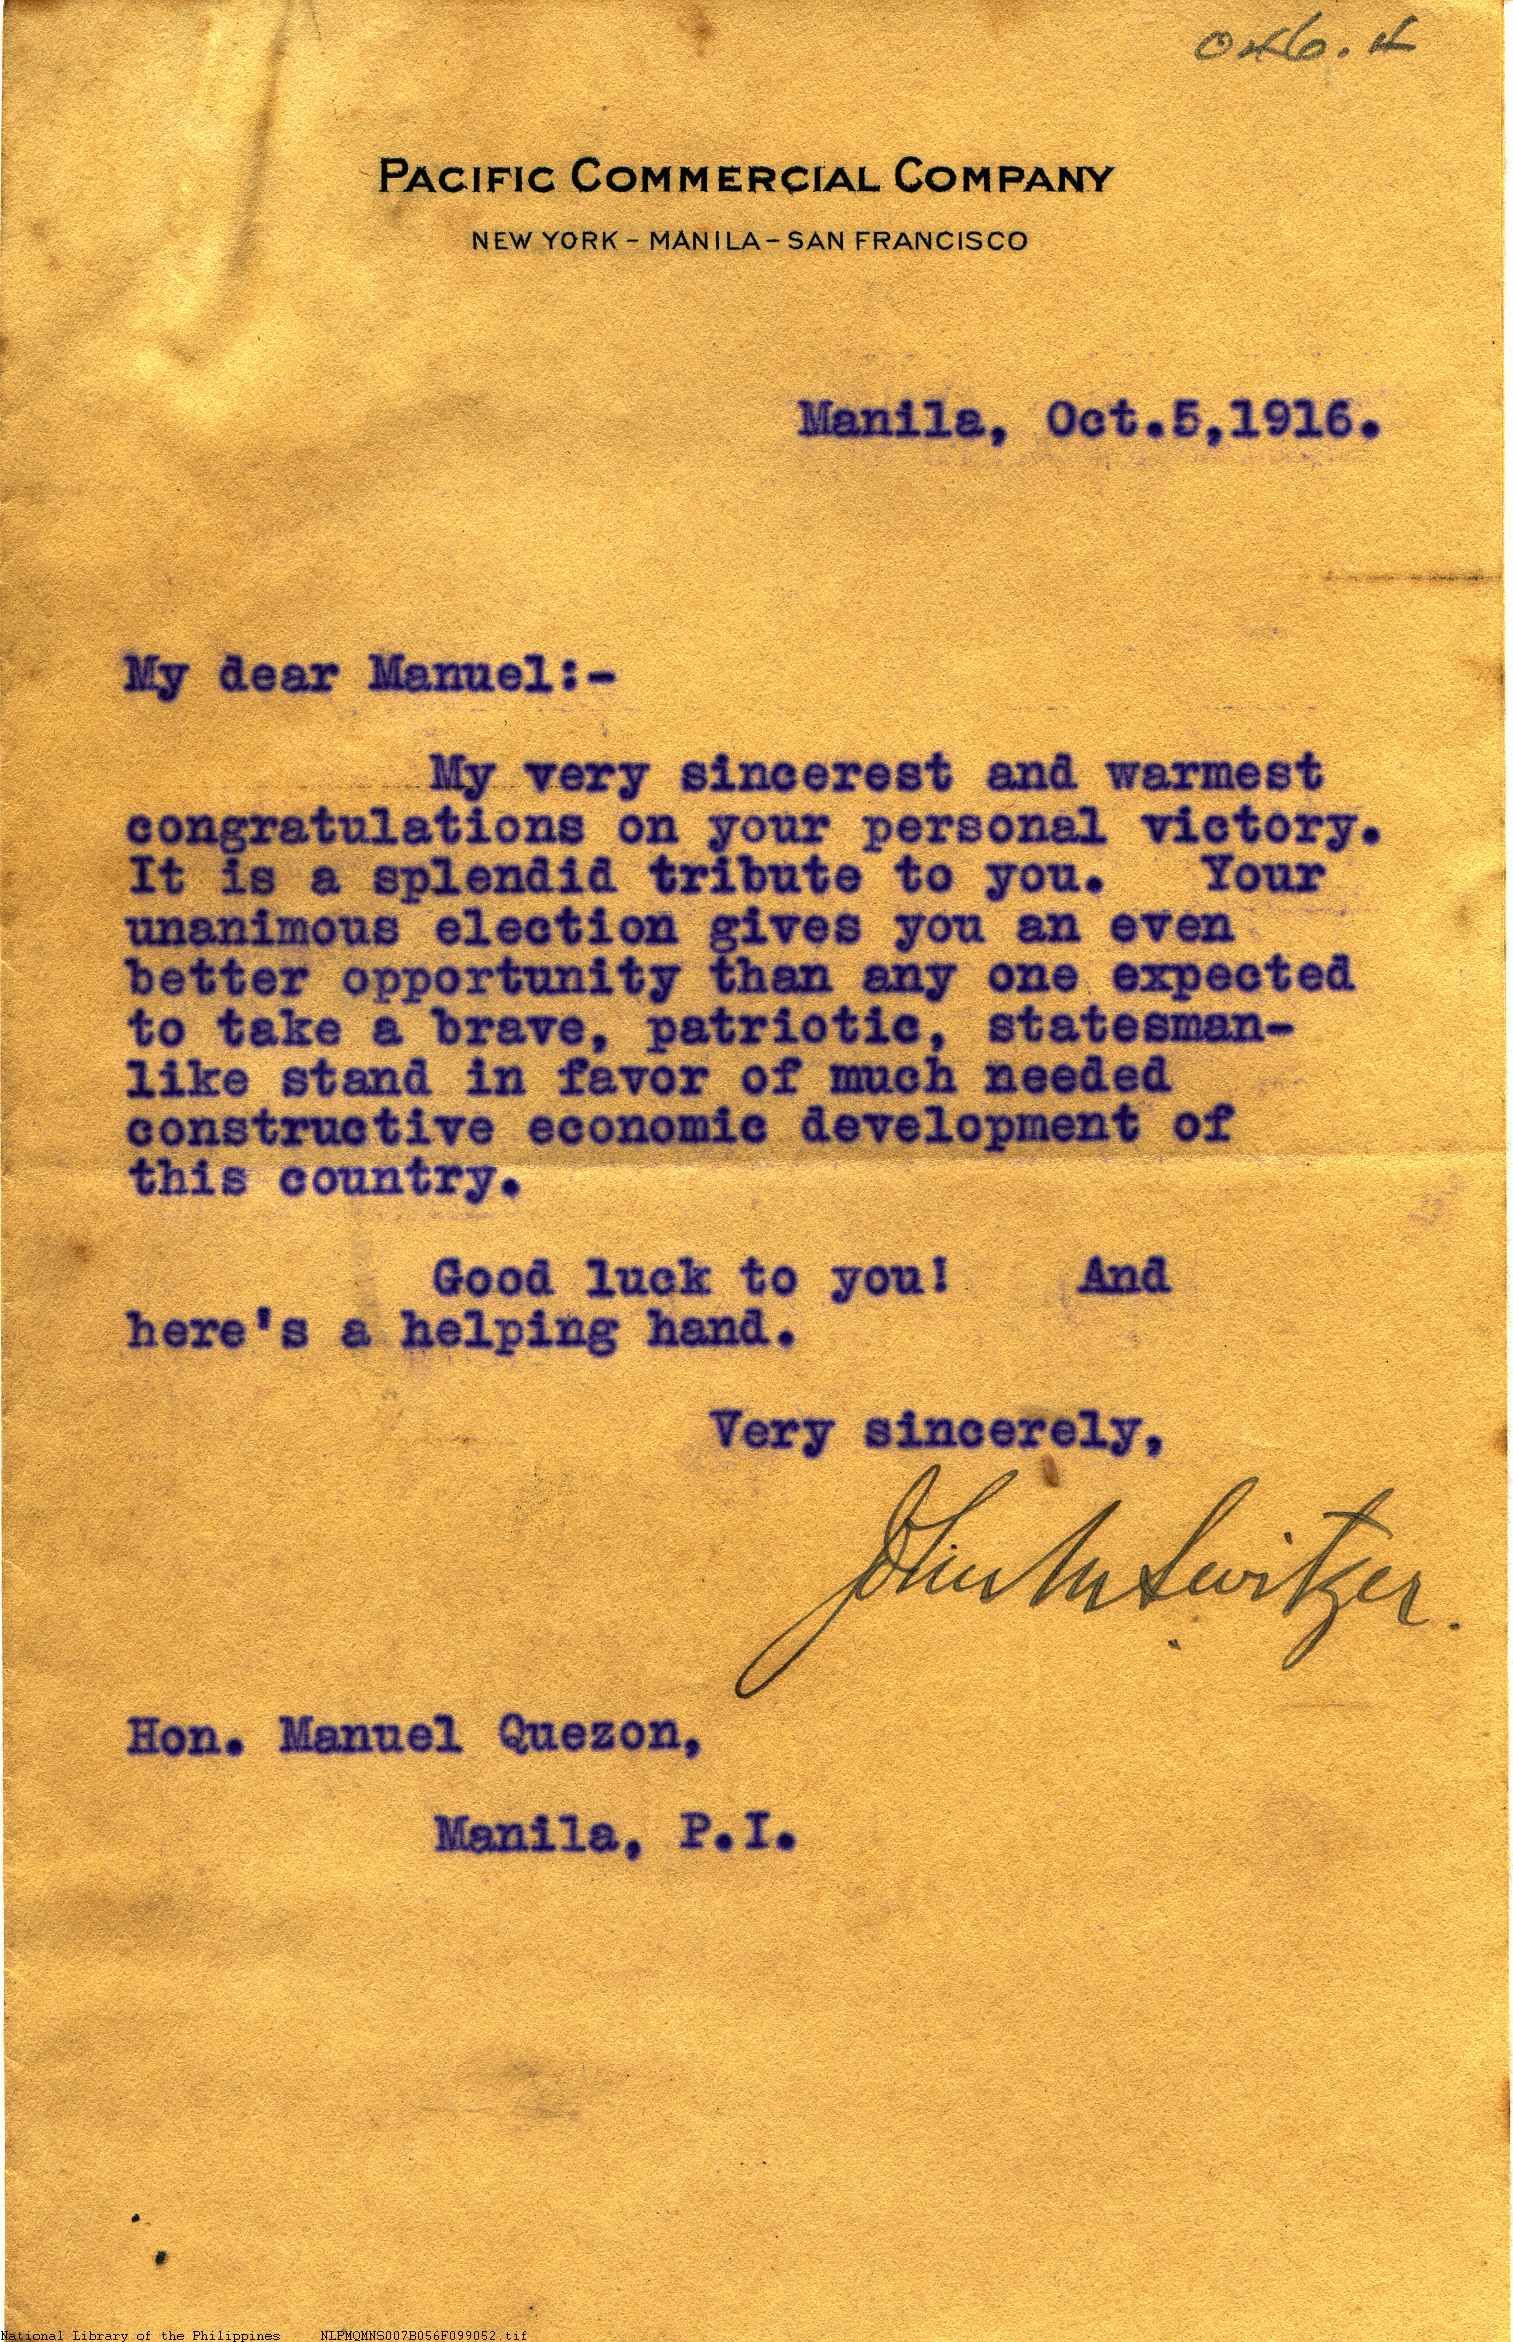 046.4
PACIFIC COMMERCIAL COMPANY
NEW YORK - MANILA - SAN FRANCISCO
Manila, Oct.5,1916.
My dear Manuel:-
My very sincerest and warmest
congratulations on your personal victory.
It is a splendid tribute to you. Your
unanimous election gives you an even
better opportunity than any one expected
to take a brave, patriotic, statesman-
like stand in favor of much needed
constructive economic development of
this country.
Good luck to you! And
here's a helping hand.
Very sincerely,
John M Switzer.
Hon. Manuel Quezon,
Manila, P.I.
National Library of the Philippines NLPMQMNS007B056F099052.tif